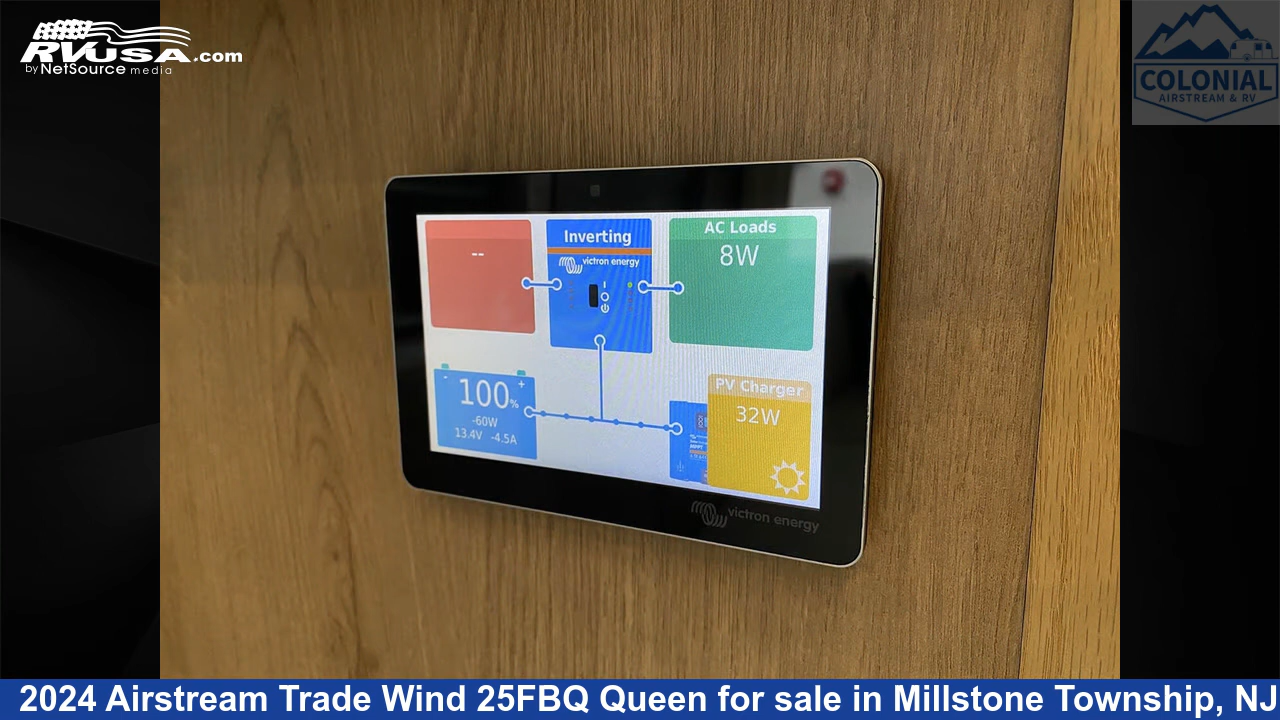 RVUSA.com
by NetSource media
COLONIAL
AIRSTREAM & RV
--
Inverting
victron energy
AC Loads
8W
100%
-60W
13.4V -4.5A
PV Charger
32W
victron energy
2024 Airstream Trade Wind 25FBQ Queen for sale in Millstone Township, NJ